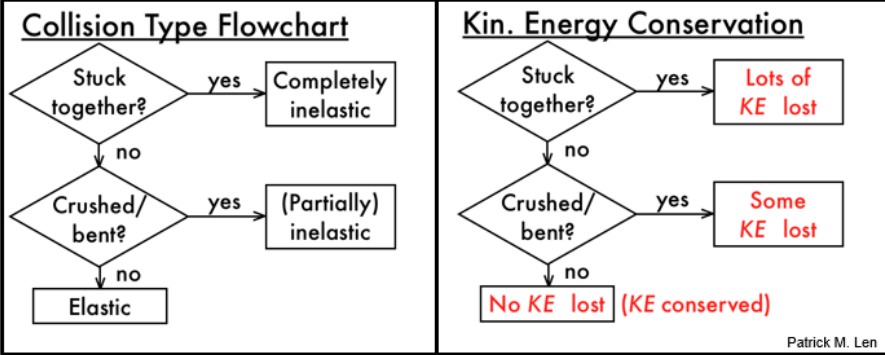 Collision Type Flowchart
Stuck
together?
yes
Completely
inelastic
no
Crushed/
bent?
yes
(Partially)
inelastic
no
Elastic
Kin. Energy Conservation
Stuck
together?
yes
Lots of
KE lost
no
Crushed/
bent?
yes
Some
KE lost
no
No KE lost (KE conserved)
Patrick M. Len